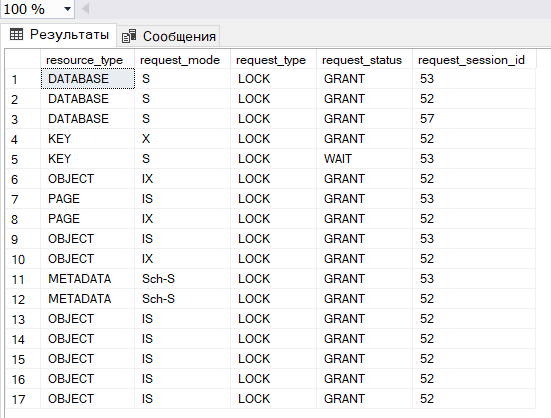 100 %
Результаты Сообщения
resource_type request_mode request_type request_status request_session_id
1 DATABASE S LOCK GRANT 53
2 DATABASE S LOCK GRANT 52
3 DATABASE S LOCK GRANT 57
4 KEY X LOCK GRANT 52
5 KEY S LOCK WAIT 53
6 OBJECT IX LOCK GRANT 52
7 PAGE IS LOCK GRANT 53
8 PAGE IX LOCK GRANT 52
9 OBJECT IS LOCK GRANT 53
10 OBJECT IX LOCK GRANT 52
11 METADATA Sch-S LOCK GRANT 53
12 METADATA Sch-S LOCK GRANT 52
13 OBJECT IS LOCK GRANT 52
14 OBJECT IS LOCK GRANT 52
15 OBJECT IS LOCK GRANT 52
16 OBJECT IS LOCK GRANT 52
17 OBJECT IS LOCK GRANT 52